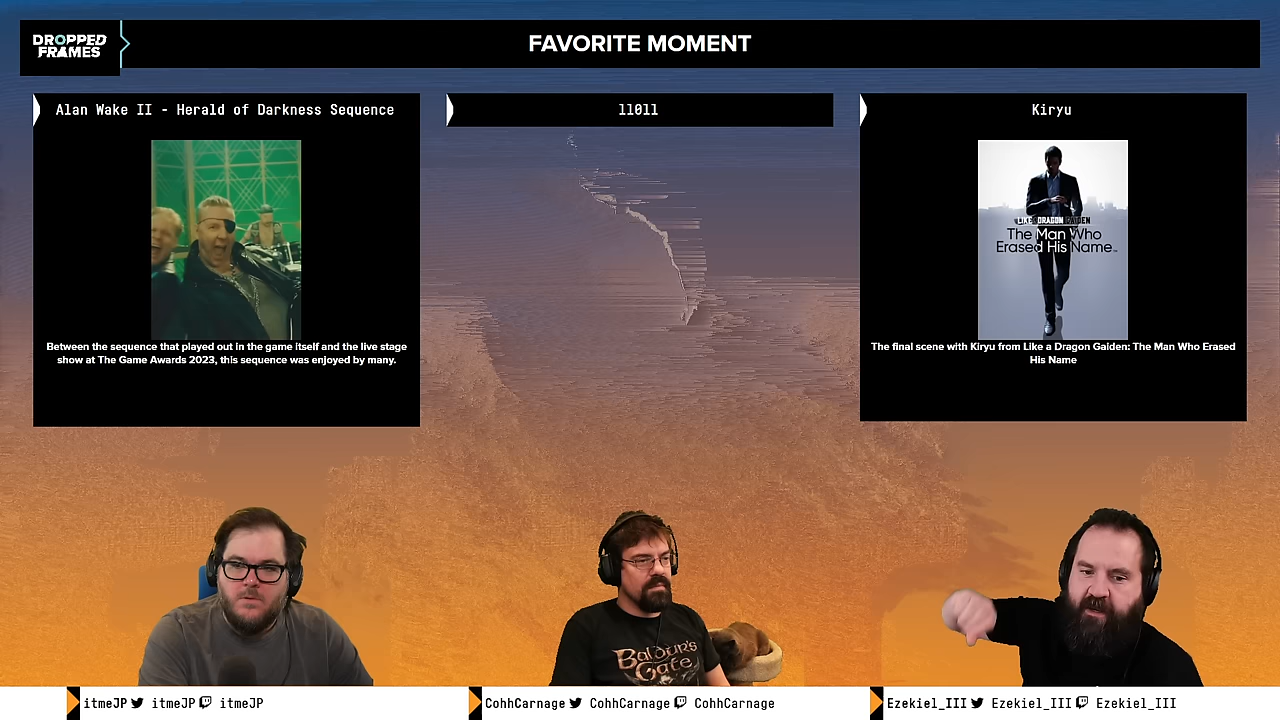 DROPPED
FRAMES
FAVORITE MOMENT
Alan Wake II - Herald of Darkness Sequence
Between the sequence that played out in the game itself and the live stage
show at The Game Awards 2023, this sequence was enjoyed by many.
ll0ll
Kiryu
LIKE A DRAGON GAIDEN
The Man Who
Erased His Name
The final scene with Kiryu from Like a Dragon Gaiden: The Man Who Erased
His Name
BALDUR'S
GATE
itmeJP itmeJP itmeJP
CohhCarnage CohhCarnage CohhCarnage
Ezekiel_III Ezekiel_III Ezekiel_III